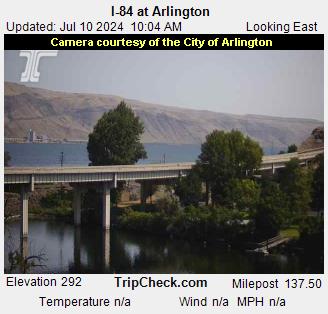 I-84 at Arlington
Updated: Jul 10 2024 10:04 AM Looking East
Camera courtesy of the City of Arlington
Elevation 292 TripCheck.com Milepost 137.50
Temperature n/a Wind n/a MPH n/a